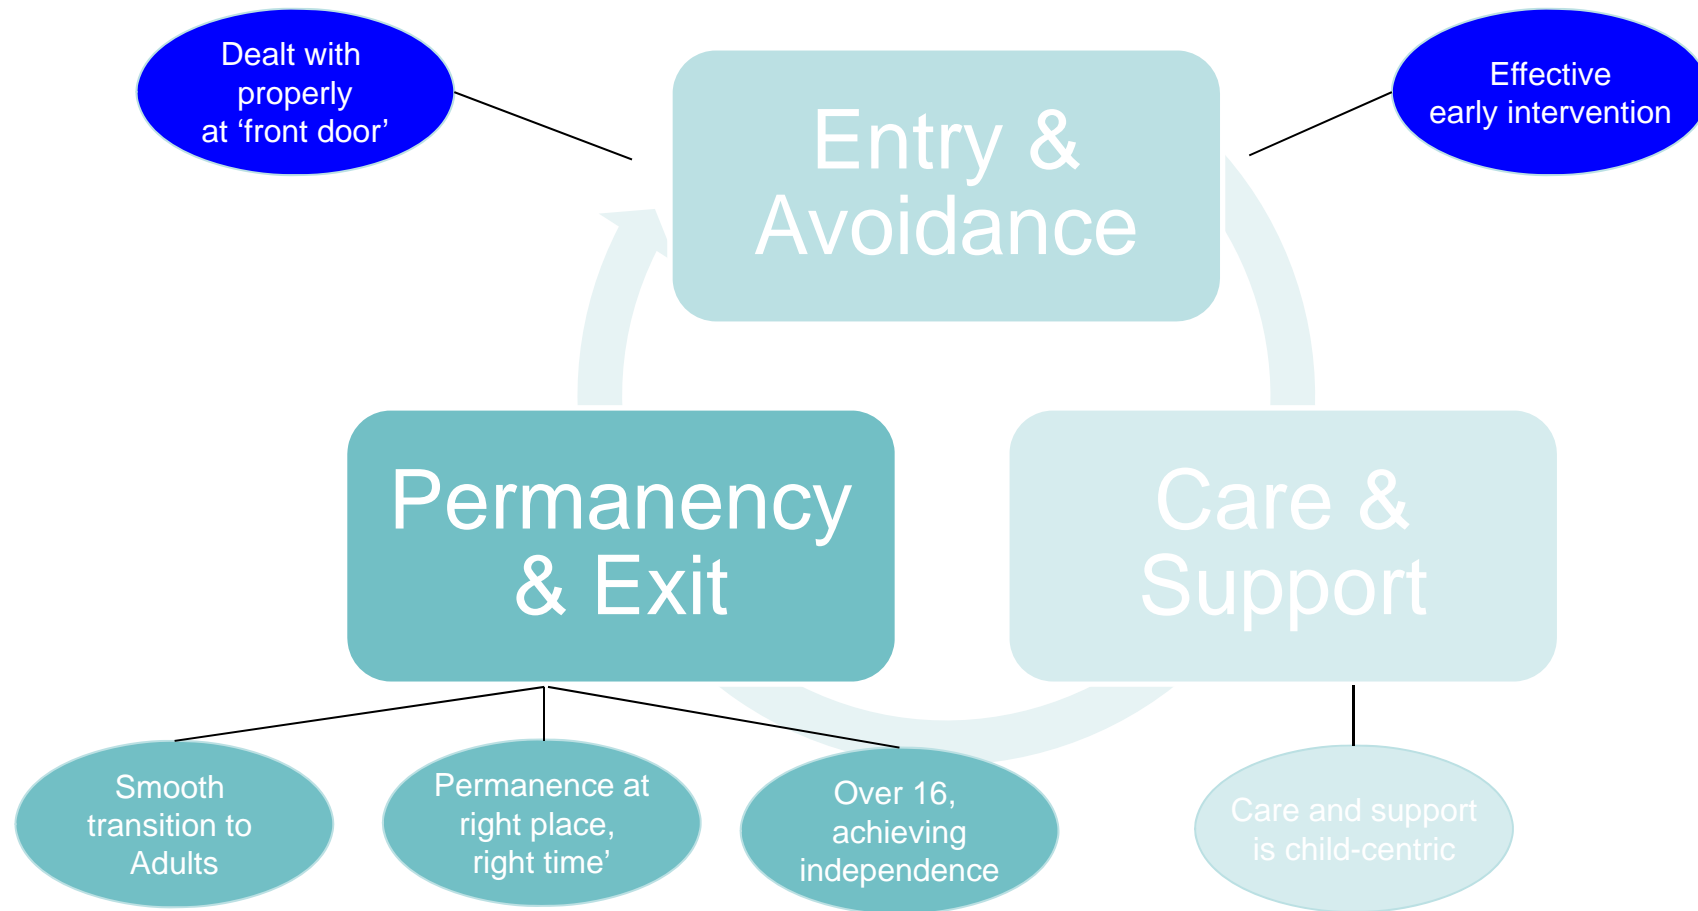 Dealt with
properly
at ‘front door’
Entry &
Avoidance
Effective
early intervention
Permanency
& Exit
Care &
Support
Smooth
transition to
Adults
Permanence at
right place,
right time’
Over 16,
achieving
independence
Care and support
is child-centric